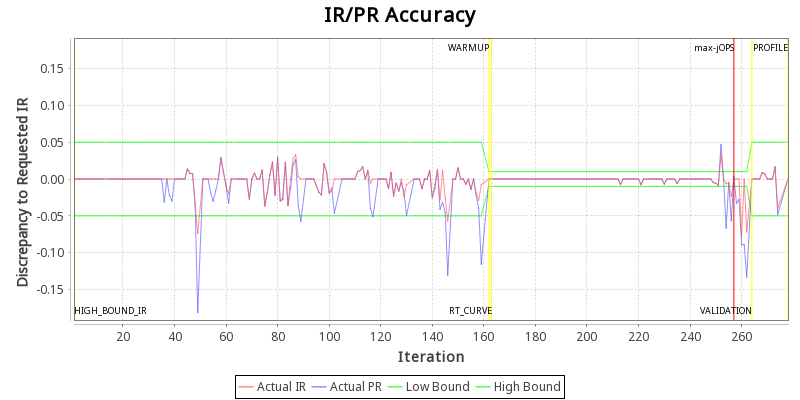 IR/PR Accuracy
WARMUP
max-jOPS
PROFILE
Discrepancy to Requested IR
0.15
0.10
0.05
0.00
-0.05
-0.10
-0.15
HIGH_BOUND_IR
RT_CURVE
VALIDATION
20 40 60 80 100 120 140 160 180 200 220 240 260
Iteration
Actual IR Actual PR Low Bound High Bound